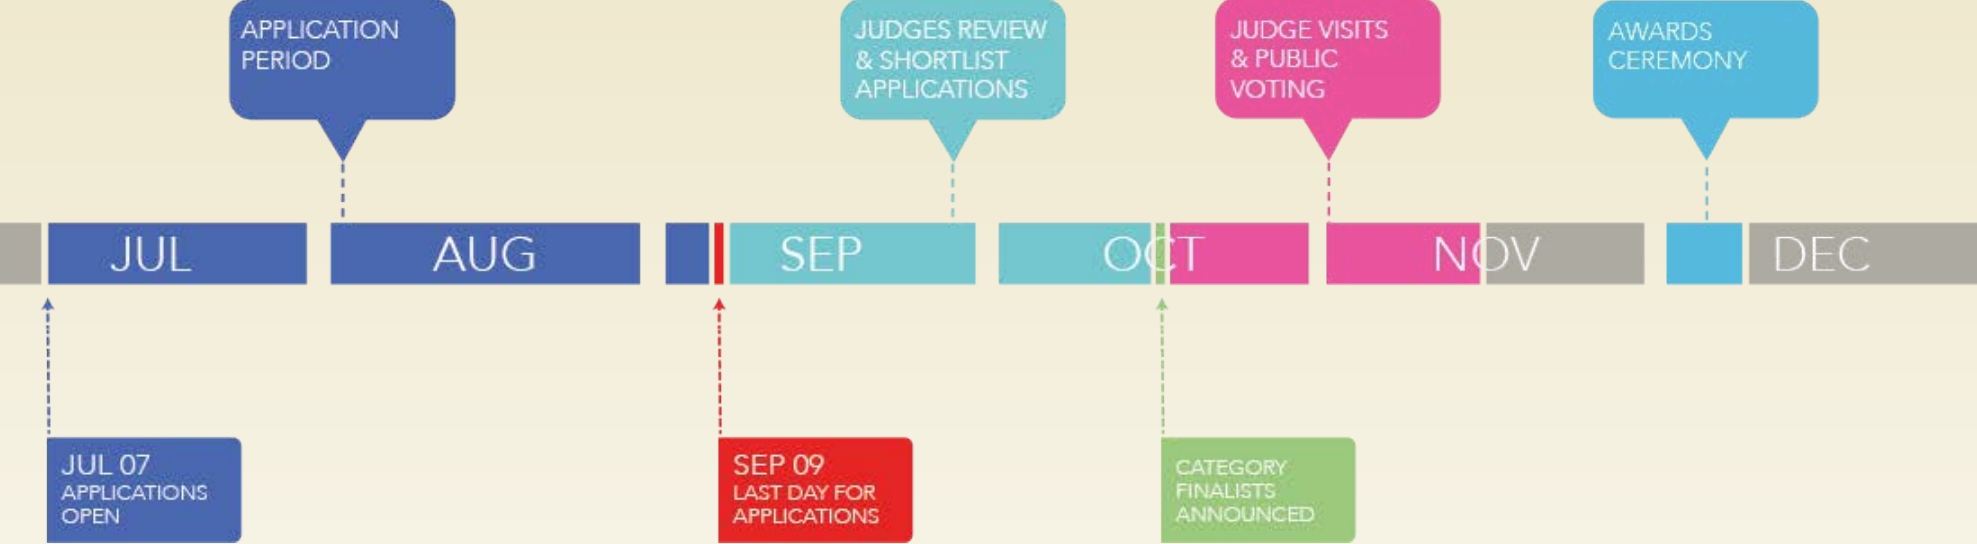 APPLICATION
PERIOD
JUDGES REVIEW
& SHORTLIST
APPLICATIONS
JUDGE VISITS
& PUBLIC
VOTING
AWARDS
CEREMONY
JUL AUG SEP OCT NOV DEC
JUL 07
APPLICATIONS
OPEN
SEP 09
LAST DAY FOR
APPLICATIONS
CATEGORY
FINALISTS
ANNOUNCED